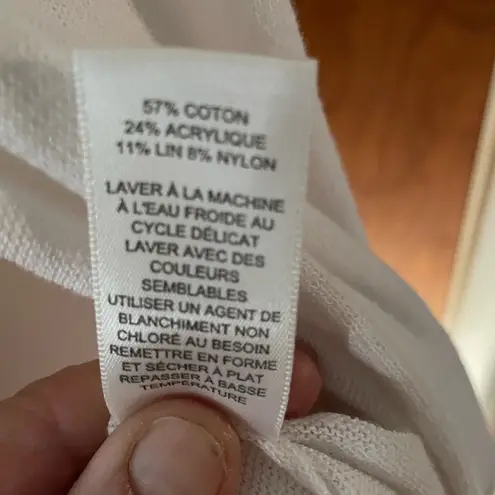 57% COTON
24% ACRYLIQUE
11% LIN 8% NYLON
LAVER À LA MACHINE
À L'EAU FROIDE AU
CYCLE DÉLICAT
LAVER AVEC DES
COULEURS
SEMBLABLES
UTILISER UN AGENT DE
BLANCHIMENT NON
CHLORÉ AU BESOIN
REMETTRE EN FORME
ET SÉCHER À PLAT
REPASSER À BASSE
TEMPÉRATURE